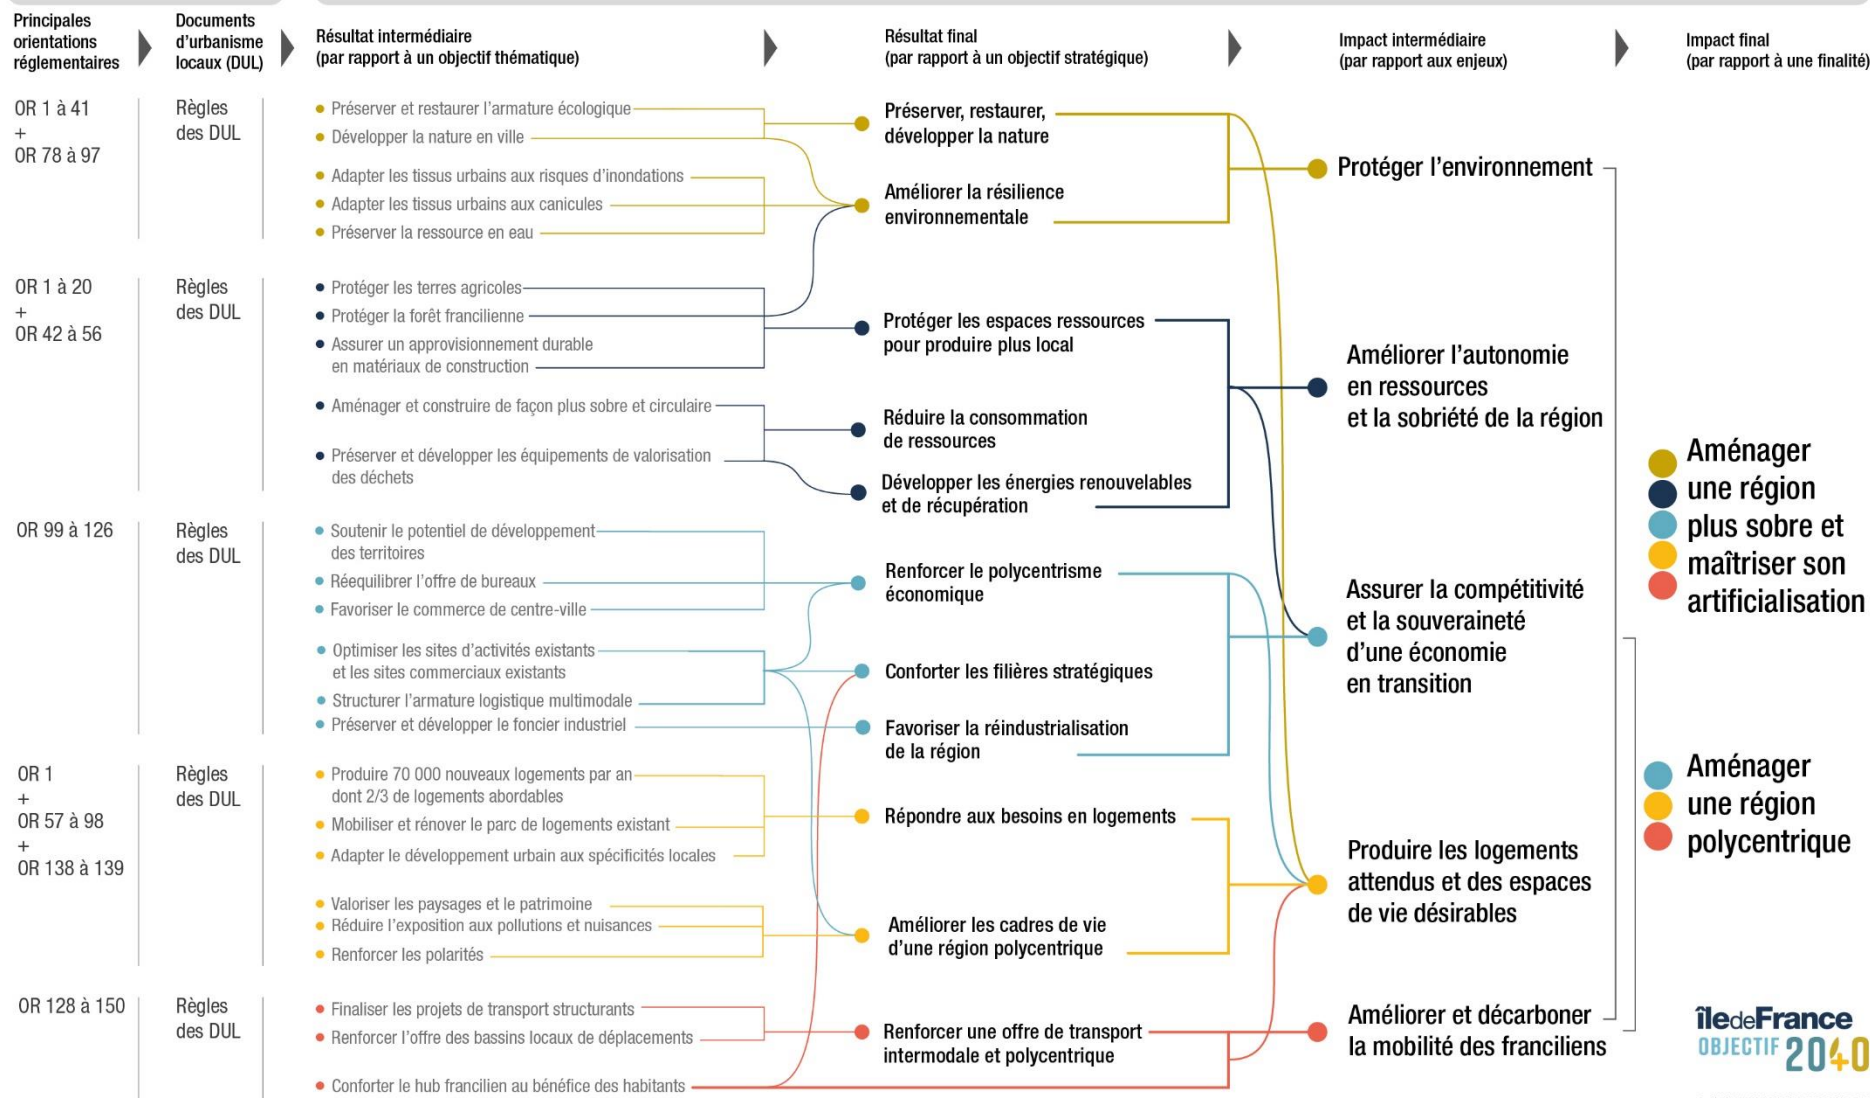 Principales
orientations
réglementaires
Documents
d'urbanisme
locaux (DUL)
Résultat intermédiaire
(par rapport à un objectif thématique)
Résultat final
(par rapport à un objectif stratégique)
Impact intermédiaire
(par rapport aux enjeux)
Impact final
(par rapport à une finalité)
OR 1 à 41
+
OR 78 à 97
Règles
des DUL
Préserver et restaurer l'armature écologique
Développer la nature en ville
Adapter les tissus urbains aux risques d'inondations
Adapter les tissus urbains aux canicules
Préserver la ressource en eau
Préserver, restaurer,
développer la nature
Améliorer la résilience
environnementale
Protéger l'environnement
OR 1 à 20
+
OR 42 à 56
Règles
des DUL
Protéger les terres agricoles
Protéger la forêt francilienne
Assurer un approvisionnement durable
en matériaux de construction
Aménager et construire de façon plus sobre et circulaire
Préserver et développer les équipements de valorisation
des déchets
Protéger les espaces ressources
pour produire plus local
Réduire la consommation
de ressources
Développer les énergies renouvelables
et de récupération
Améliorer l'autonomie
en ressources
et la sobriété de la région
OR 99 à 126
Règles
des DUL
Soutenir le potentiel de développement
des territoires
Réequilibrer l'offre de bureaux
Favoriser le commerce de centre-ville
Optimiser les sites d'activités existants
et les sites commerciaux existants
Structurer l'armature logistique multimodale
Préserver et développer le foncier industriel
Renforcer le polycentrisme
économique
Conforter les filières stratégiques
Favoriser la réindustrialisation
de la région
Assurer la compétitivité
et la souveraineté
d'une économie
en transition
OR 1
+
OR 57 à 98
+
OR 138 à 139
Règles
des DUL
Produire 70 000 nouveaux logements par an
dont 2/3 de logements abordables
Mobiliser et rénover le parc de logements existant
Adapter le développement urbain aux spécificités locales
Valoriser les paysages et le patrimoine
Réduire l'exposition aux pollutions et nuisances
Renforcer les polarités
Répondre aux besoins en logements
Améliorer les cadres de vie
d'une région polycentrique
Produire les logements
attendus et des espaces
de vie désirables
OR 128 à 150
Règles
des DUL
Finaliser les projets de transport structurants
Renforcer l'offre des bassins locaux de déplacements
Conforter le hub francilien au bénéfice des habitants
Renforcer une offre de transport
intermodale et polycentrique
Améliorer et décarboner
la mobilité des franciliens
Aménager
une région
plus sobre et
maîtriser son
artificialisation
Aménager
une région
polycentrique
îledeFrance
OBJECTIF 2040